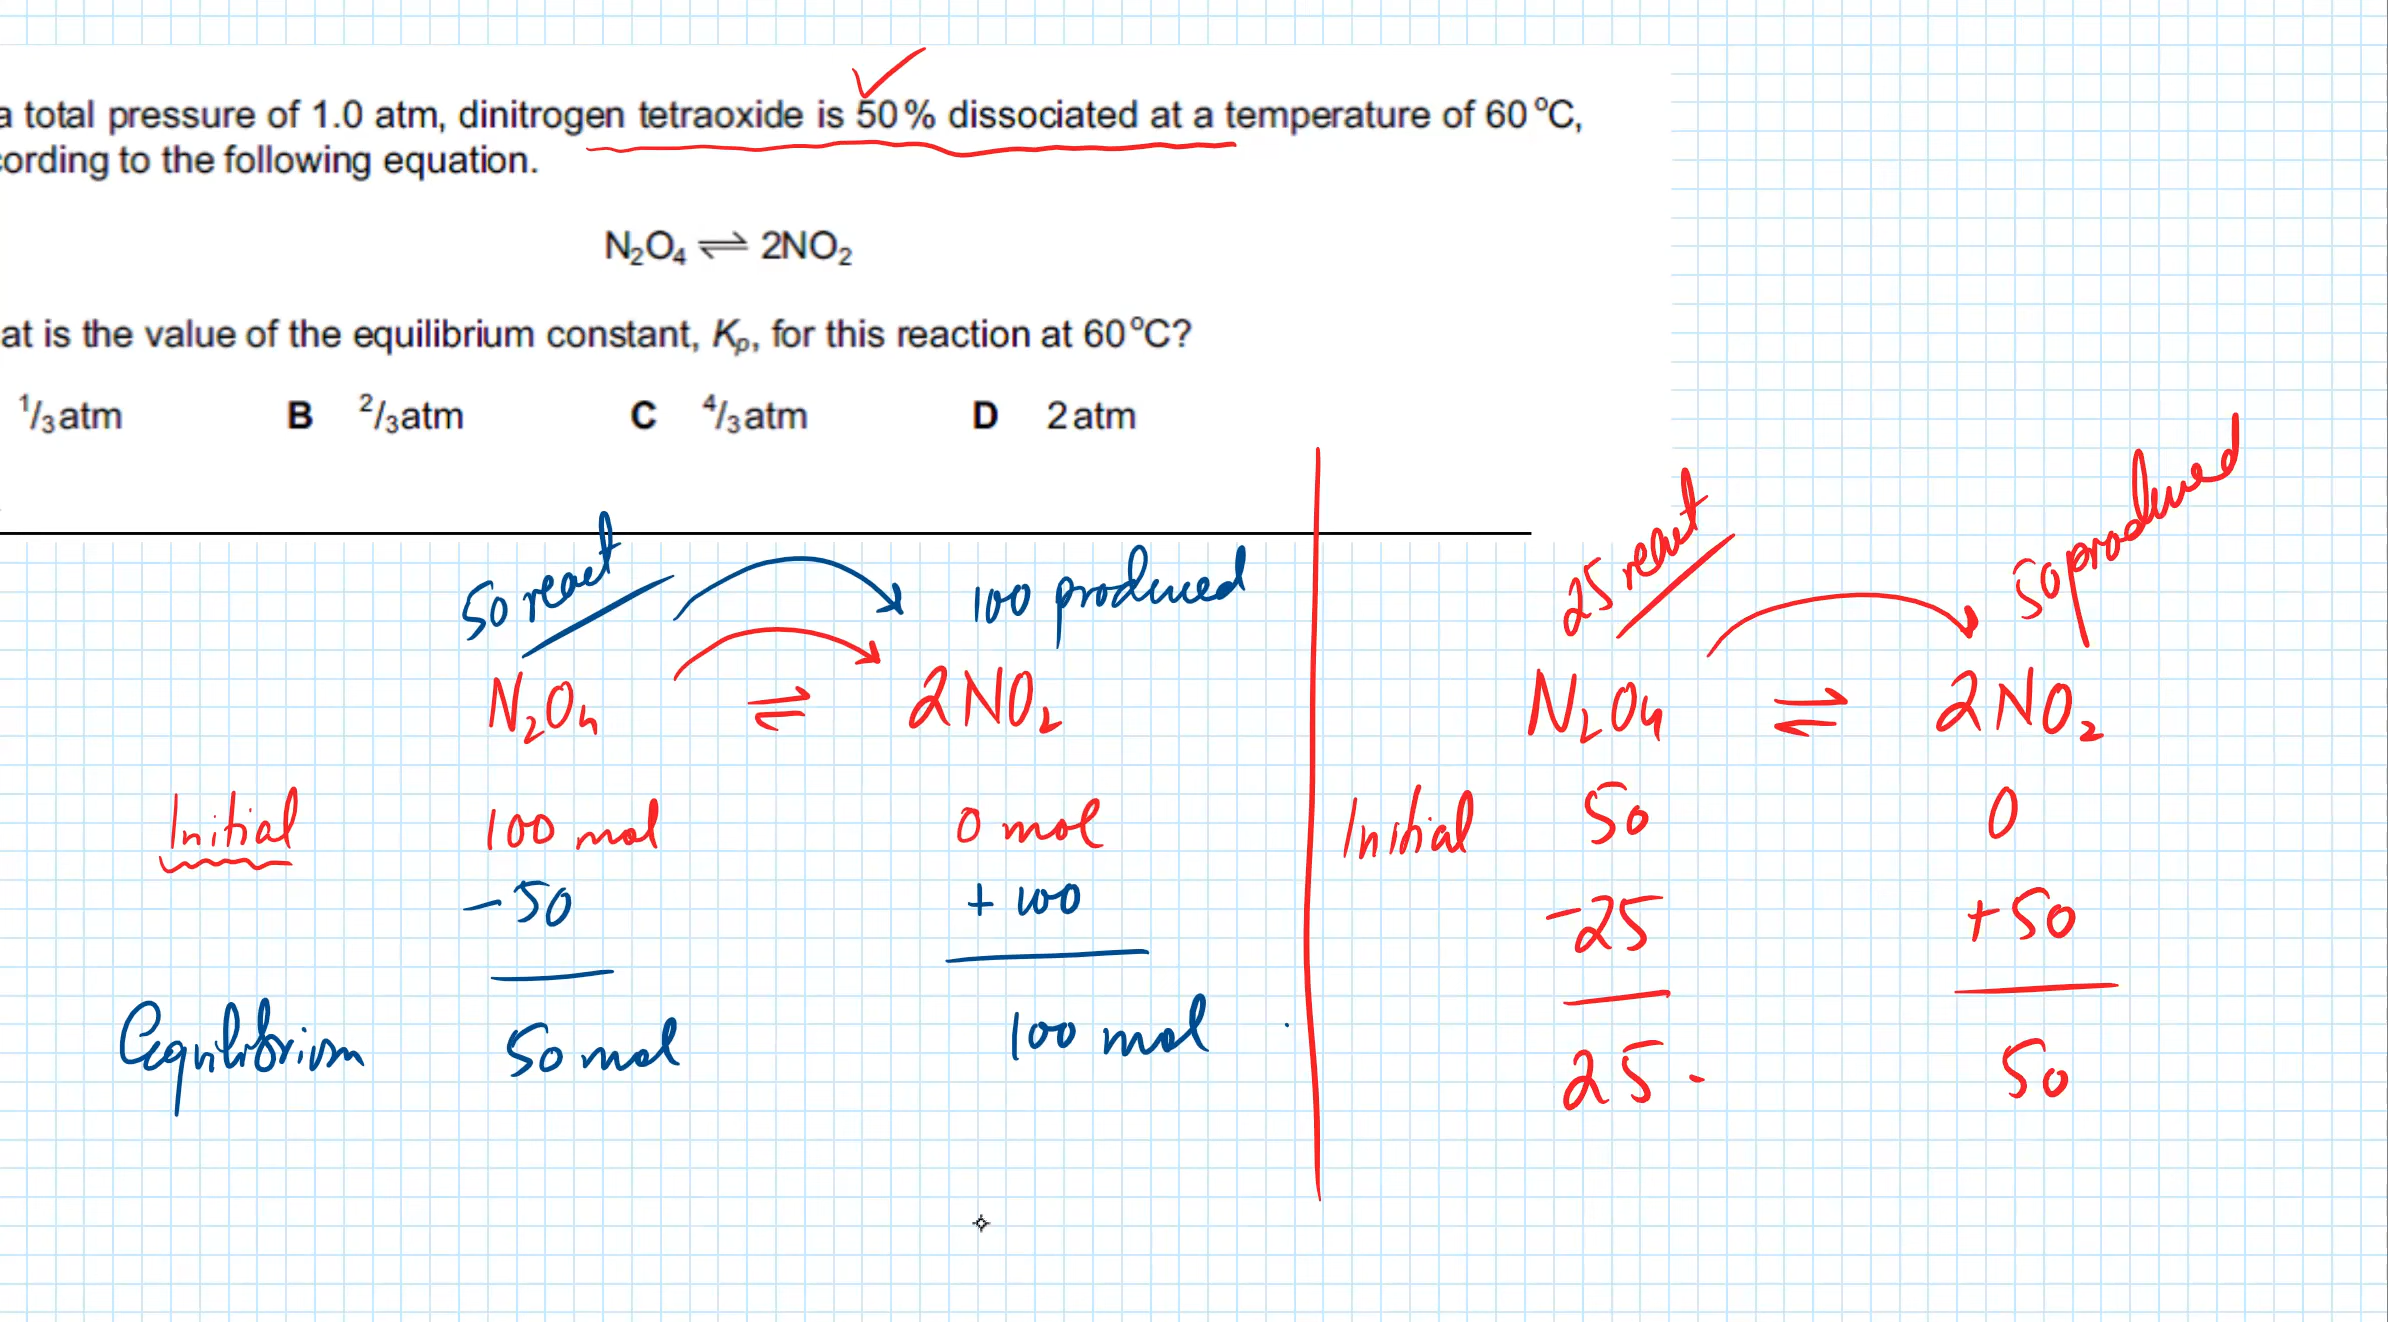 a total pressure of 1.0 atm, dinitrogen tetraoxide is 50% dissociated at a temperature of 60°C,
cording to the following equation.
N₂O₄ ⇌ 2NO₂
at is the value of the equilibrium constant, Kₚ, for this reaction at 60°C?
¹/₃ atm B ²/₃ atm C ⁴/₃ atm D 2 atm
50 react 100 produced
N₂O₄ ⇌ 2NO₂
Initial 100 mol 0 mol
-50 +100
Equilibrium 50 mol 100 mol
25 react 50 produced
N₂O₄ ⇌ 2NO₂
Initial 50 0
-25 +50
25 50